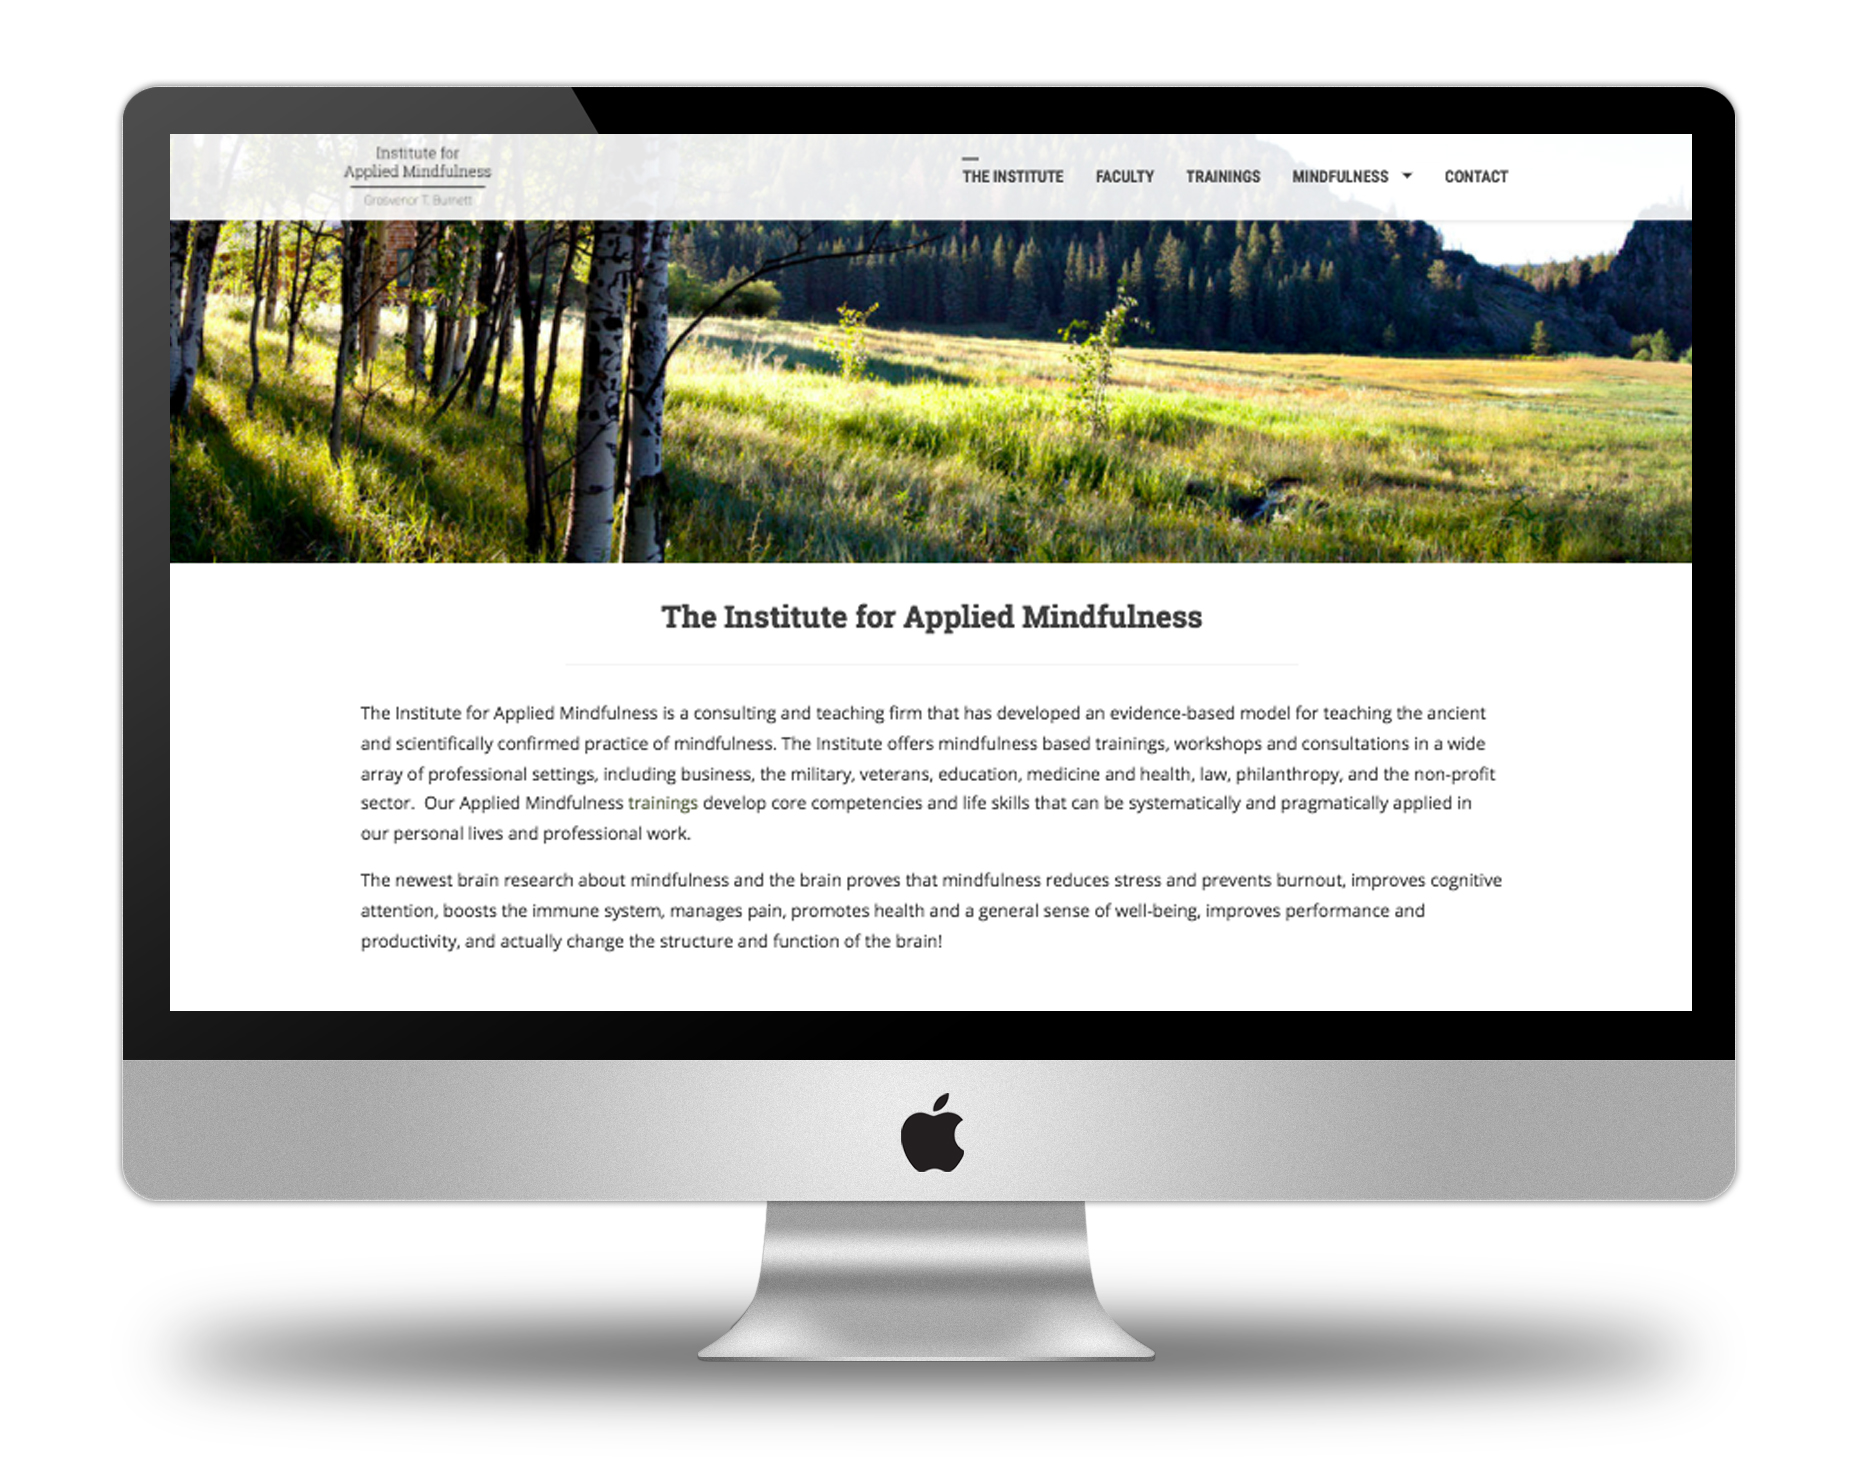 Institute for
Applied Mindfulness
Grosvenor T. Burnett
THE INSTITUTE FACULTY TRAININGS MINDFULNESS CONTACT
The Institute for Applied Mindfulness
The Institute for Applied Mindfulness is a consulting and teaching firm that has developed an evidence-based model for teaching the ancient
and scientifically confirmed practice of mindfulness. The Institute offers mindfulness based trainings, workshops and consultations in a wide
array of professional settings, including business, the military, veterans, education, medicine and health, law, philanthropy, and the non-profit
sector.  Our Applied Mindfulness trainings develop core competencies and life skills that can be systematically and pragmatically applied in
our personal lives and professional work.
The newest brain research about mindfulness and the brain proves that mindfulness reduces stress and prevents burnout, improves cognitive
attention, boosts the immune system, manages pain, promotes health and a general sense of well-being, improves performance and
productivity, and actually change the structure and function of the brain!